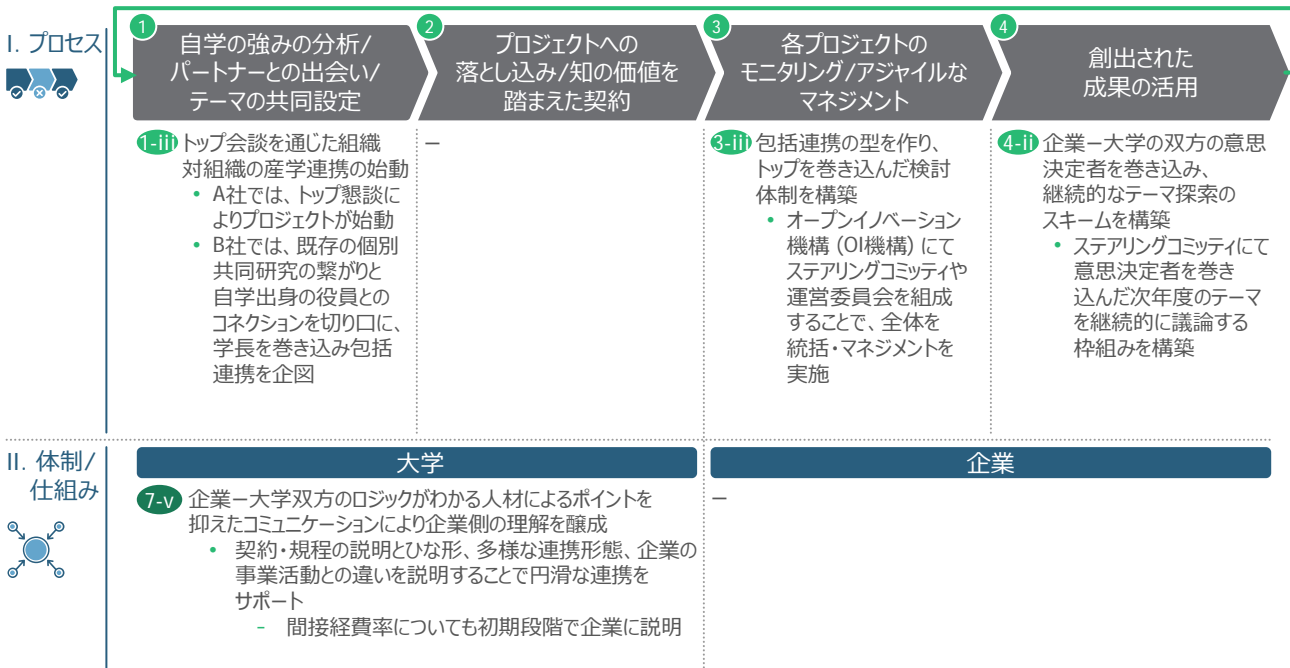 I. プロセス
1
自学の強みの分析/
パートナーとの出会い/
テーマの共同設定
2
プロジェクトへの
落とし込み/知の価値を
踏まえた契約
3
各プロジェクトの
モニタリング/アジャイルな
マネジメント
4
創出された
成果の活用
1-iii トップ会談を通じた組織
対組織の産学連携の始動
• A社では、トップ懇談に
よりプロジェクトが始動
• B社では、既存の個別
共同研究の繋がりと
自学出身の役員との
コネクションを切り口に、
学長を巻き込み包括
連携を企図
－
3-iii 包括連携の型を作り、
トップを巻き込んだ検討
体制を構築
• オープンイノベーション
機構（OI機構）にて
ステアリングコミッティや
運営委員会を組成
することで、全体を
統括・マネジメントを
実施
4-ii 企業－大学の双方の意思
決定者を巻き込み、
継続的なテーマ探索の
スキームを構築
• ステアリングコミッティにて
意思決定者を巻き
込んだ次年度のテーマ
を継続的に議論する
枠組みを構築
II. 体制/
仕組み
大学
7-v 企業－大学双方のロジックがわかる人材によるポイントを
抑えたコミュニケーションにより企業側の理解を醸成
• 契約・規程の説明とひな形、多様な連携形態、企業の
事業活動との違いを説明することで円滑な連携を
サポート
- 間接経費率についても初期段階で企業に説明
企業
－